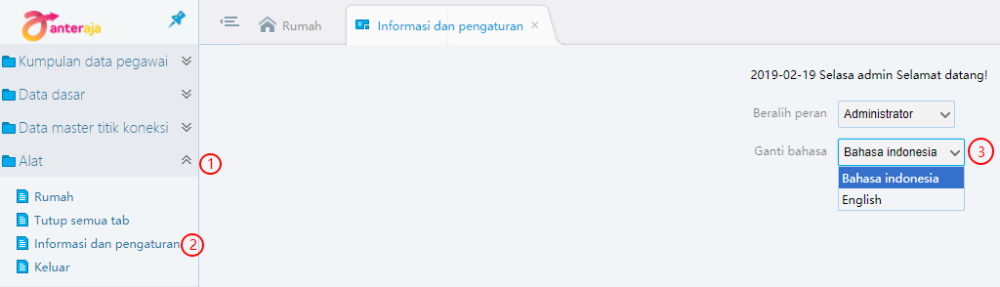 anteraja
Rumah
Informasi dan pengaturan ×
Kumpulan data pegawai
Data dasar
Data master titik koneksi
Alat
1
Rumah
Tutup semua tab
Informasi dan pengaturan 2
Keluar
2019-02-19 Selasa admin Selamat datang!
Beralih peran Administrator
Ganti bahasa Bahasa indonesia 3
Bahasa indonesia
English